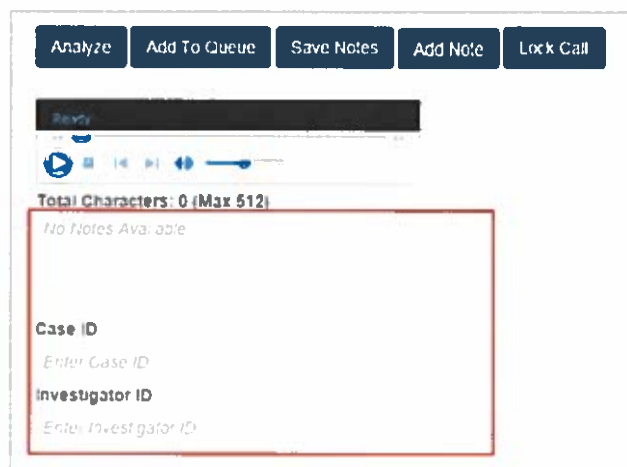 Analyze Add To Queue Save Notes Add Note Lock Call
Ready
Total Characters: 0 (Max 512)
No Notes Available
Case ID
Enter Case ID
Investigator ID
Enter Investigator ID